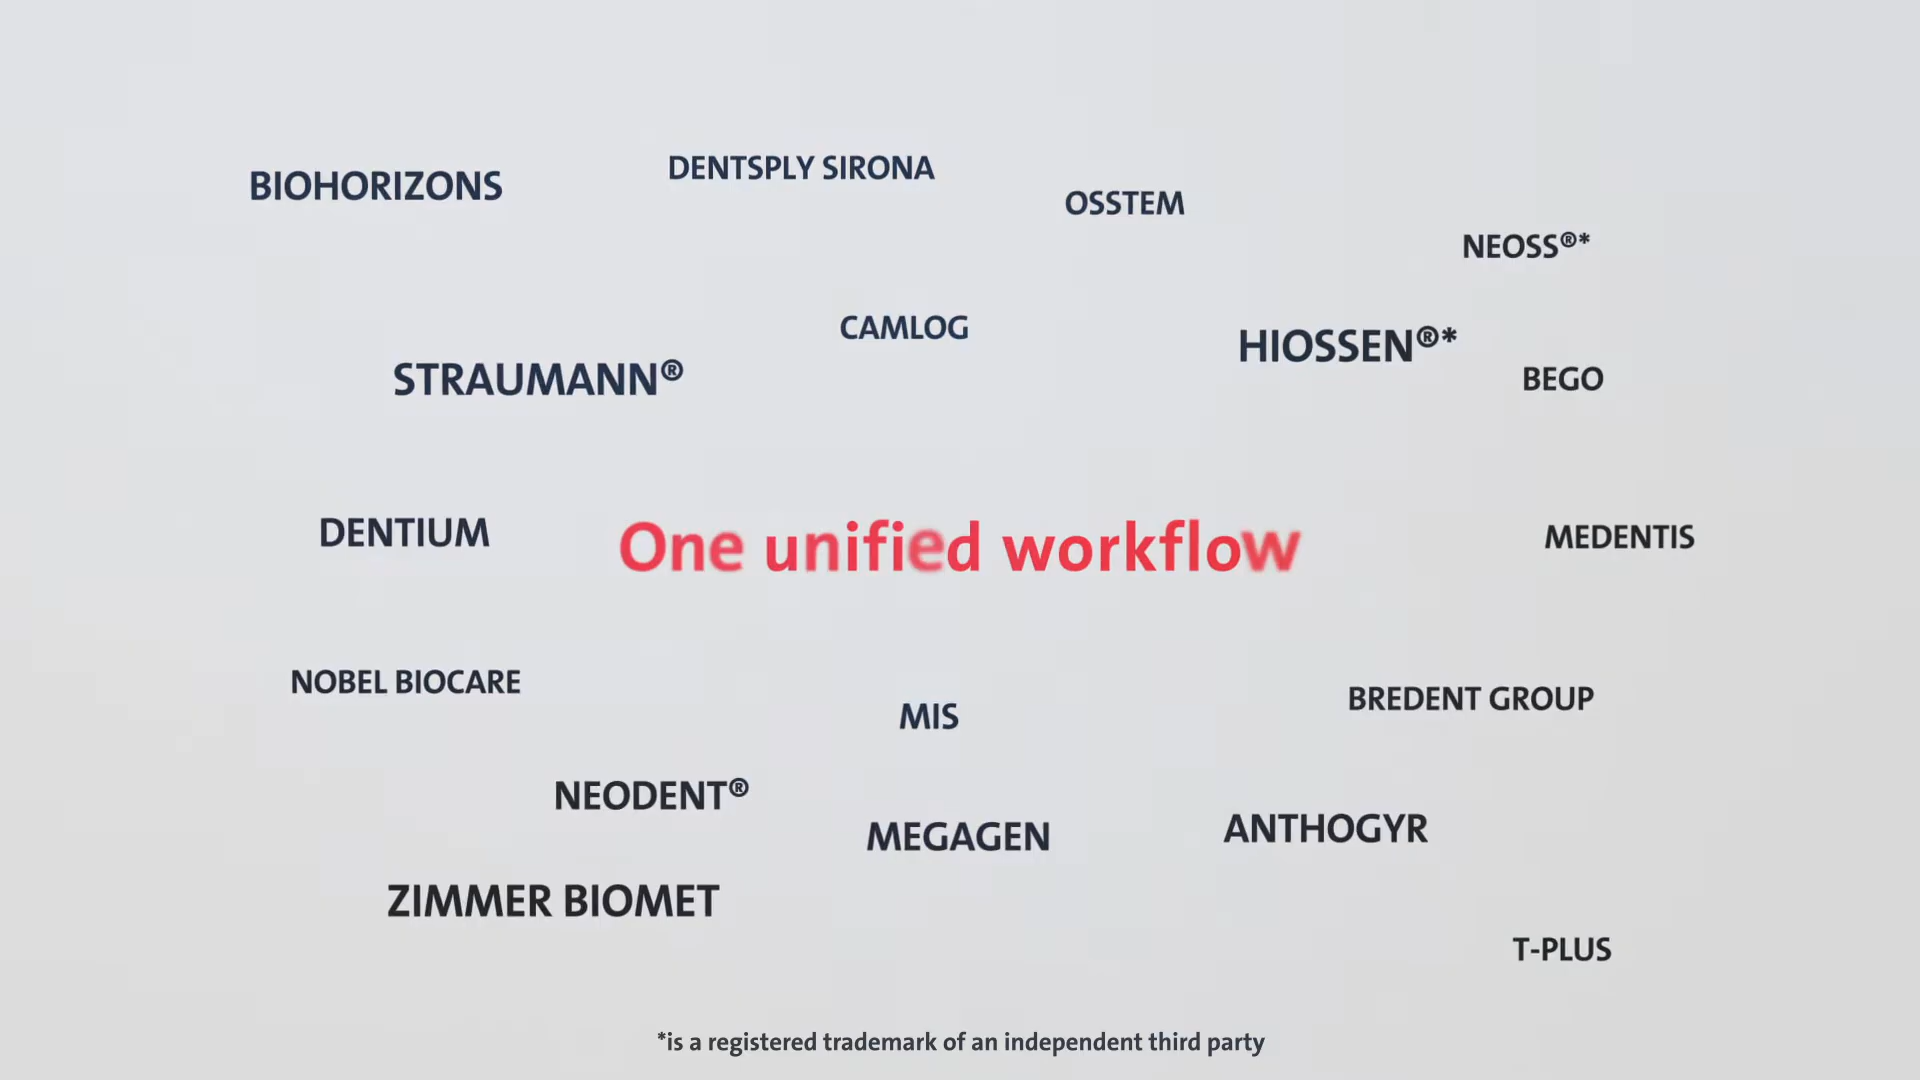 DENTSPLY SIRONA
BIOHORIZONS
OSSTEM
NEOSS®*
CAMLOG
HIOSSEN®*
STRAUMANN®
BEGO
DENTIUM
One unified workflow
MEDENTIS
NOBEL BIOCARE
BREDENT GROUP
MIS
NEODENT®
ANTHOGYR
MEGAGEN
ZIMMER BIOMET
T-PLUS
*is a registered trademark of an independent third party